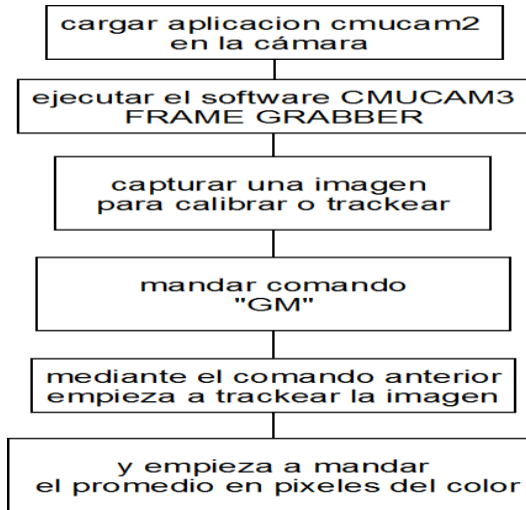 cargar aplicacion cmucam2
en la cámara
ejecutar el software CMUCAM3
FRAME GRABBER
capturar una imagen
para calibrar o trackear
mandar comando
"GM"
mediante el comando anterior
empieza a trackear la imagen
y empieza a mandar
el promedio en pixeles del color